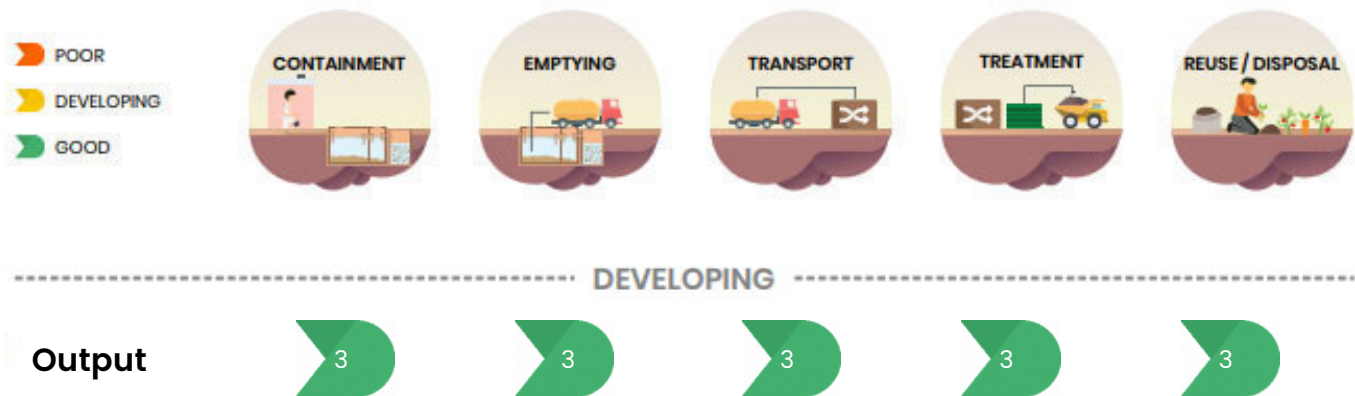 POOR
DEVELOPING
GOOD
CONTAINMENT
EMPTYING
TRANSPORT
TREATMENT
REUSE / DISPOSAL
DEVELOPING
Output 3 3 3 3 3